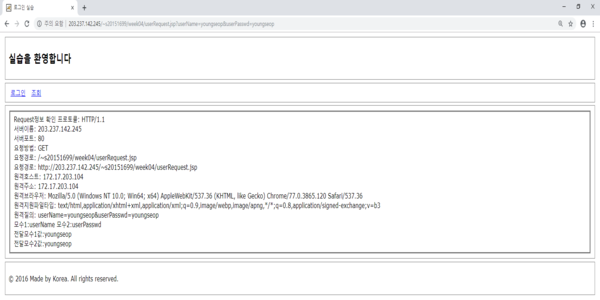 로그인 실습
주의 요함 | 203.237.142.245/~s20151699/week04/userRequest.jsp?userName=youngseop&userPasswd=youngseop
실습을 환영합니다
로그인 조회
Request정보 확인 프로토콜: HTTP/1.1
서버이름: 203.237.142.245
서버포트: 80
요청방법: GET
요청경로: /~s20151699/week04/userRequest.jsp
요청경로: http://203.237.142.245/~s20151699/week04/userRequest.jsp
원격호스트: 172.17.203.104
원격주소: 172.17.203.104
원격브라우저: Mozilla/5.0 (Windows NT 10.0; Win64; x64) AppleWebKit/537.36 (KHTML, like Gecko) Chrome/77.0.3865.120 Safari/537.36
원격지원파일타입: text/html,application/xhtml+xml,application/xml;q=0.9,image/webp,image/apng,*/*;q=0.8,application/signed-exchange;v=b3
원격질의: userName=youngseop&userPasswd=youngseop
모수1:userName 모수2:userPasswd
전달모수1값:youngseop
전달모수2값:youngseop
© 2016 Made by Korea. All rights reserved.